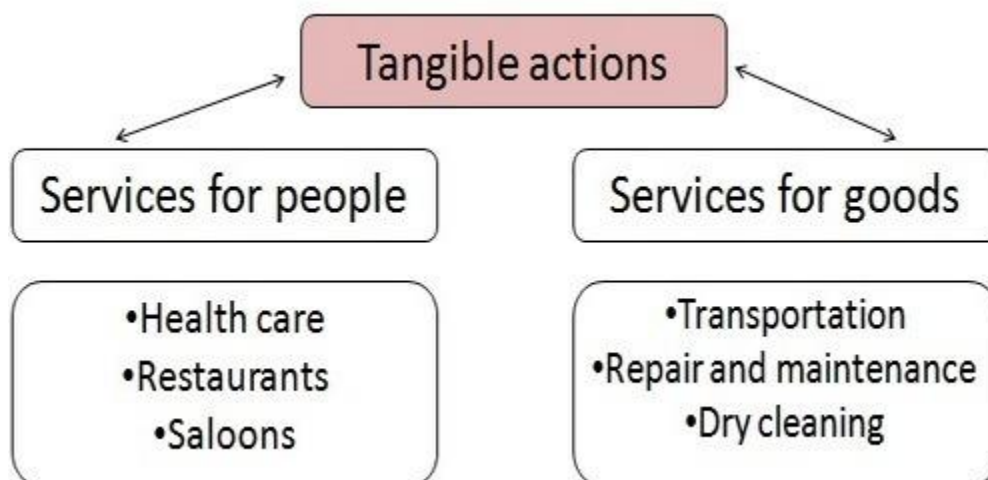 Tangible actions
Services for people
Services for goods
•Health care
•Restaurants
•Saloons
•Transportation
•Repair and maintenance
•Dry cleaning